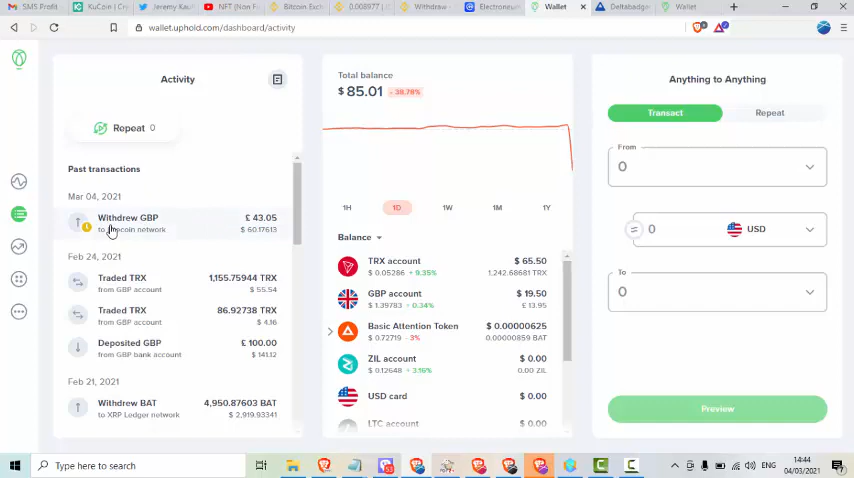 SMS Profit
KuCoin | Cr
Twitter
Jeremy Kau
NFT (Non F
Bitcoin Exc
0.008977 |
Withdraw
Electroneu
Wallet
Deltabadg
Wallet
wallet.uphold.com/dashboard/activity
Activity
Repeat 0
Past transactions
Mar 04, 2021
Withdrew GBP £ 43.05
$ 60.17613
Feb 24, 2021
Traded TRX 1,155.75944 TRX
from GBP account $ 55.54
Traded TRX 86.92738 TRX
from GBP account $ 4.16
Deposited GBP £ 100.00
from GBP bank account $ 141.12
Feb 21, 2021
Withdrew BAT 4,950.87603 BAT
to XRP Ledger network $ 2,919.93341
Total balance
$ 85.01 - 38.78%
1H 1D 1W 1M 1Y
Balance
TRX account $ 65.50
$ 0.05286 + 9.35% 1,242.68681 TRX
GBP account $ 19.50
$ 1.39783 + 0.34% £ 13.95
Basic Attention Token $ 0.00000625
$ 0.72719 - 3% 0.00000859 BAT
ZIL account $ 0.00
$ 0.12648 + 3.16% 0.00 ZIL
USD card $ 0.00
LTC account $ 0.00
Anything to Anything
Transact Repeat
From
0
= 0 USD
To
0
Preview
Type here to search
ENG
14:44
04/03/2021